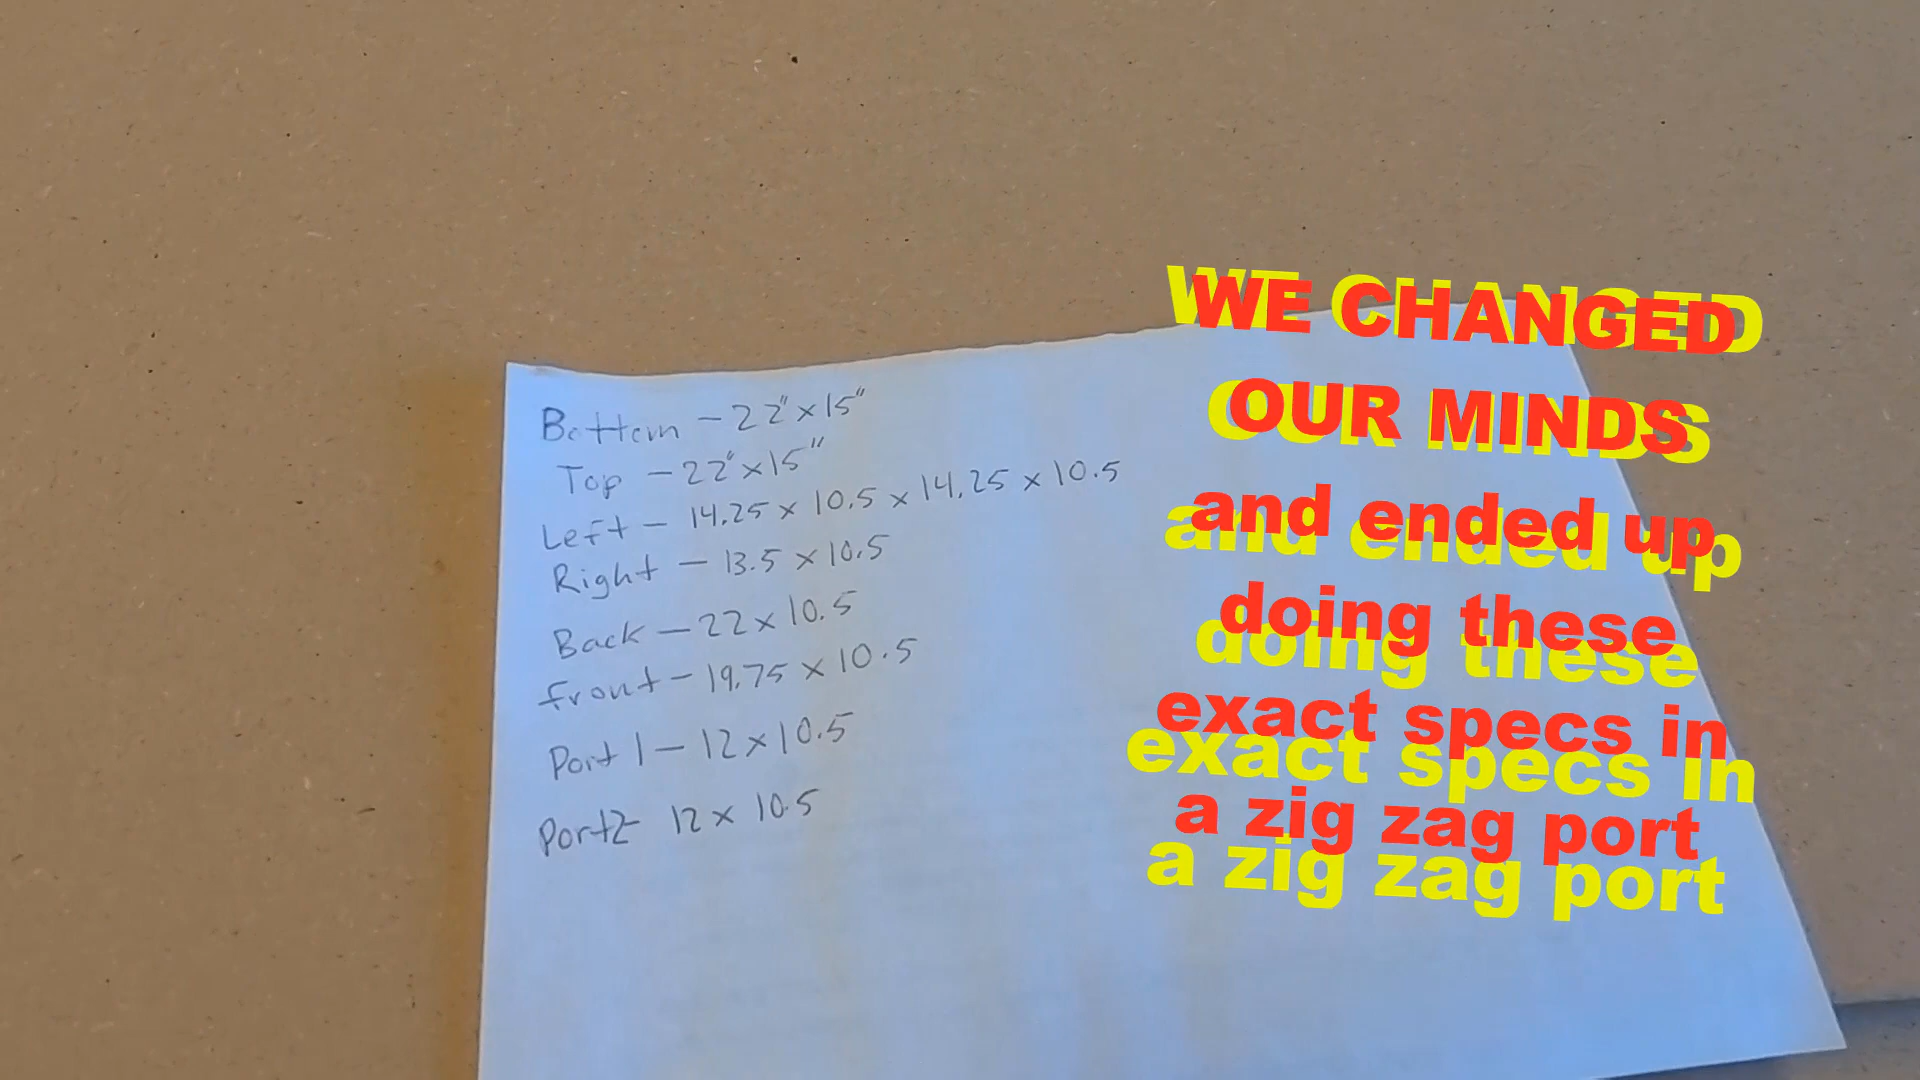 Bottom - 22" x 15"
Top - 22" x 15"
Left - 14.25 x 10.5 x 14.25 x 10.5
Right - 13.5 x 10.5
Back - 22 x 10.5
front - 19.75 x 10.5
Port 1 - 12 x 10.5
Port2 12 x 10.5
WE CHANGED
OUR MINDS
and ended up
doing these
exact specs in
a zig zag port